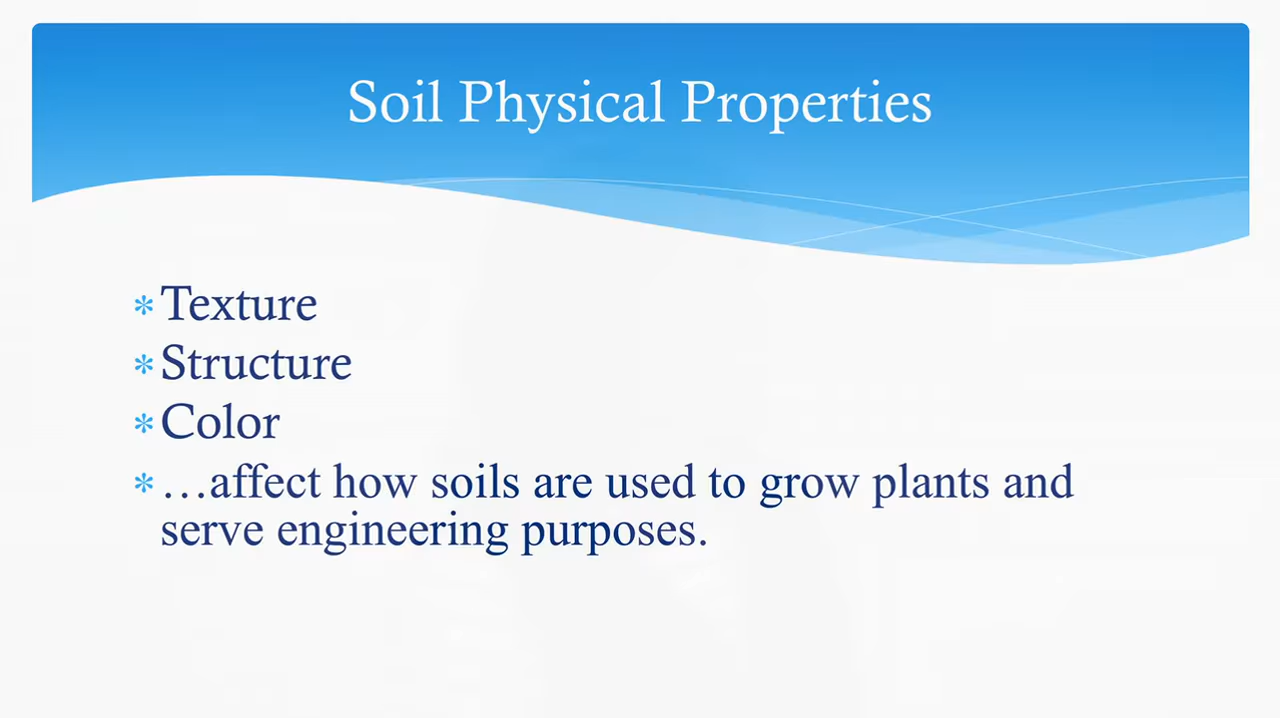 Soil Physical Properties
*Texture
*Structure
*Color
*…affect how soils are used to grow plants and
serve engineering purposes.